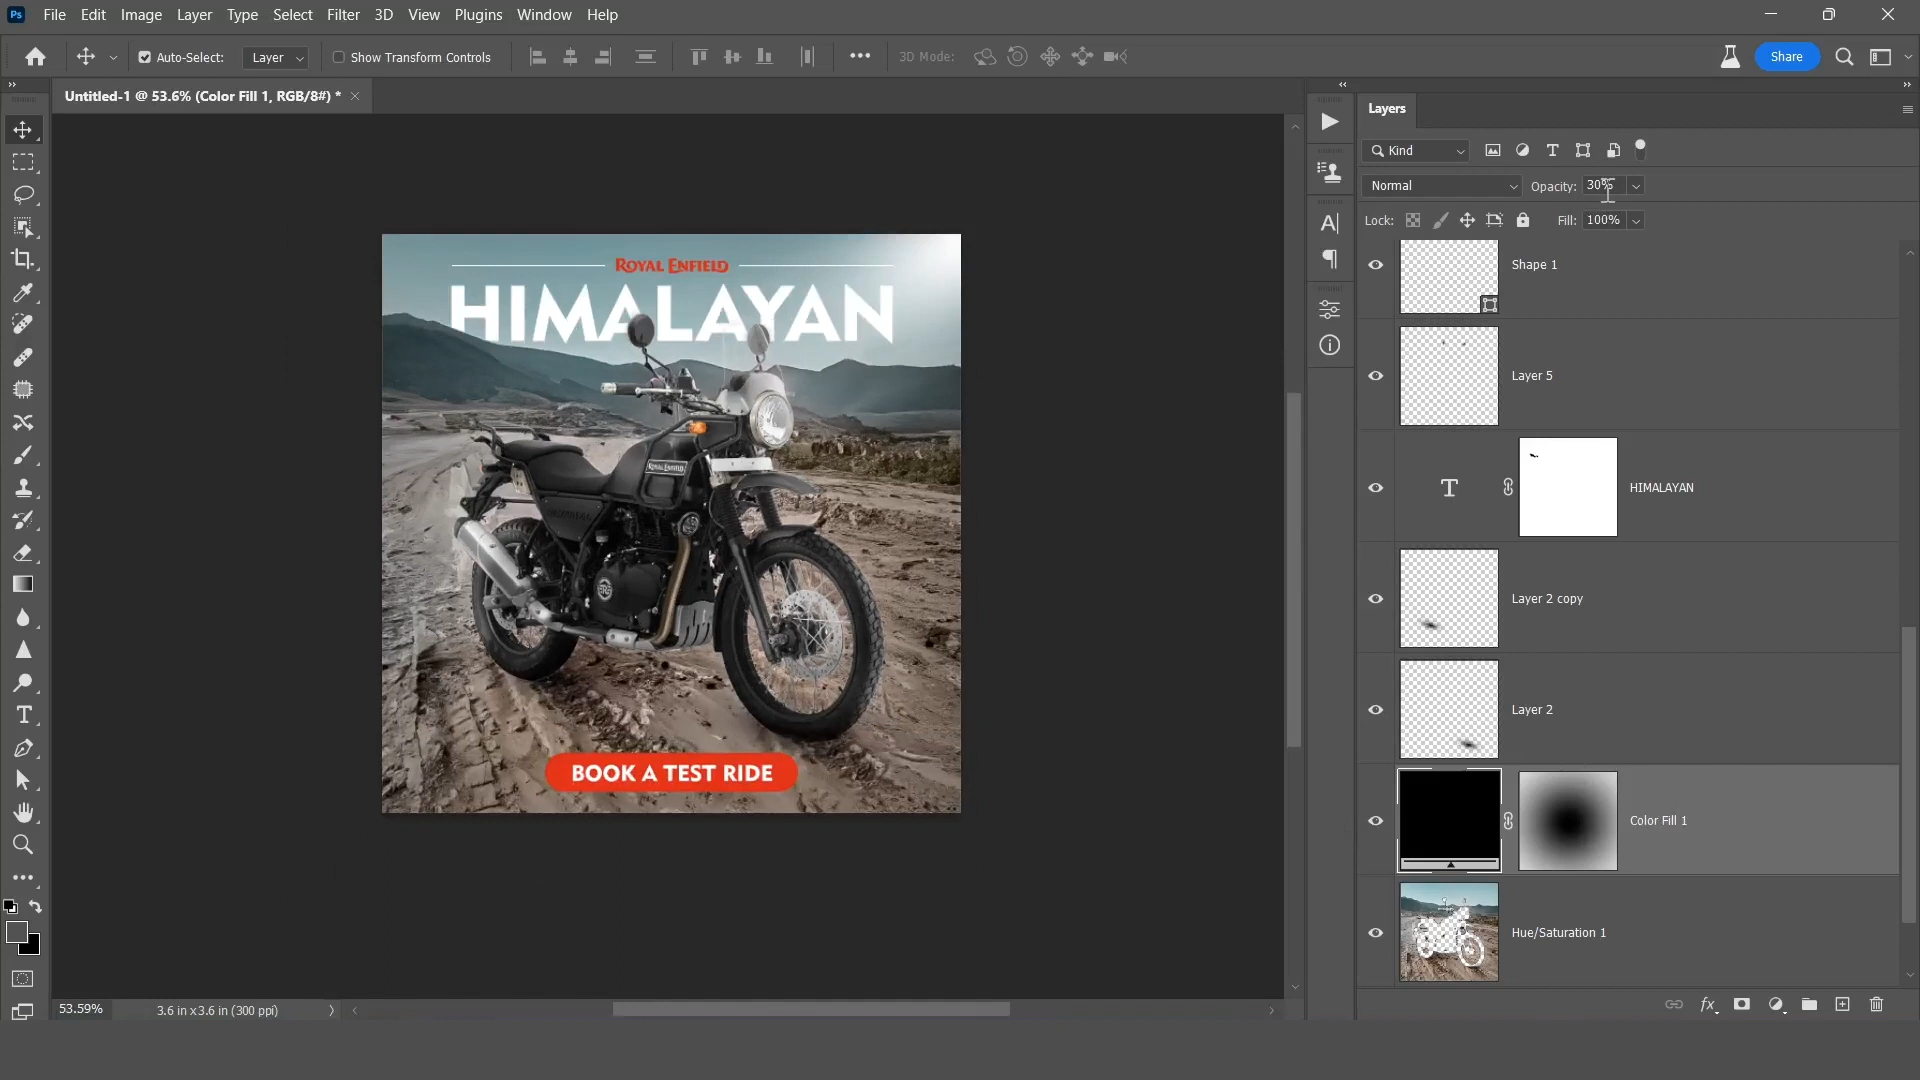 Ps File Edit Image Layer Type Select Filter 3D View Plugins Window Help
Auto-Select: Layer Show Transform Controls ••• 3D Mode: Share
Untitled-1 @ 53.6% (Color Fill 1, RGB/8#) *
Layers
Kind
Normal Opacity: 30%
Lock: Fill: 100%
Shape 1
Layer 5
HIMALAYAN
Layer 2 copy
Layer 2
Color Fill 1
Hue/Saturation 1
ROYAL ENFIELD
HIMALAYAN
ROYAL ENFIELD
BOOK A TEST RIDE
53.59% 3.6 in x 3.6 in (300 ppi)